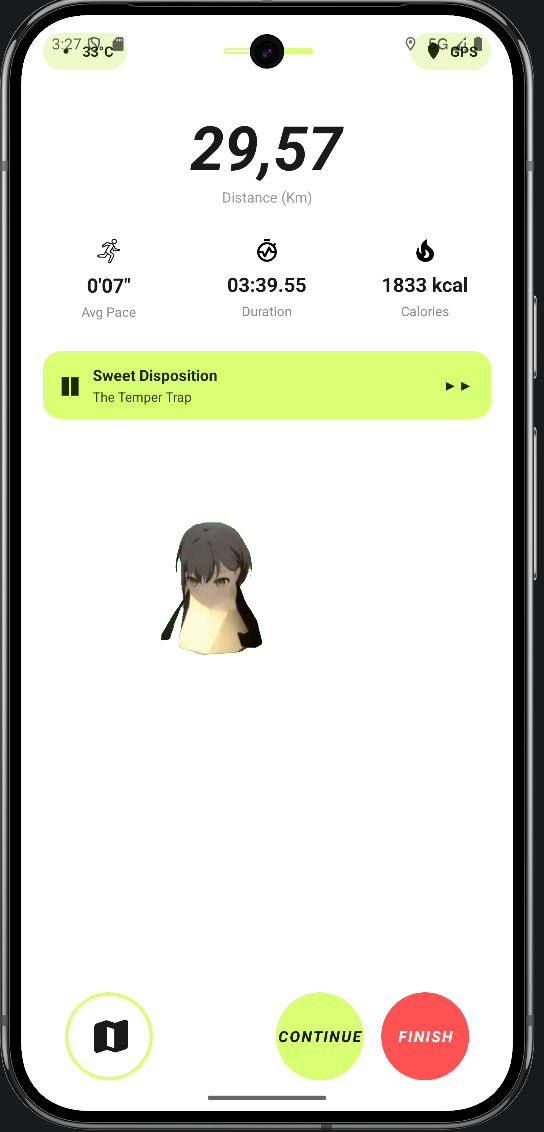 3:27 5G
33°C GPS
29,57
Distance (Km)
0'07" 03:39.55 1833 kcal
Avg Pace Duration Calories
Sweet Disposition
The Temper Trap
CONTINUE FINISH